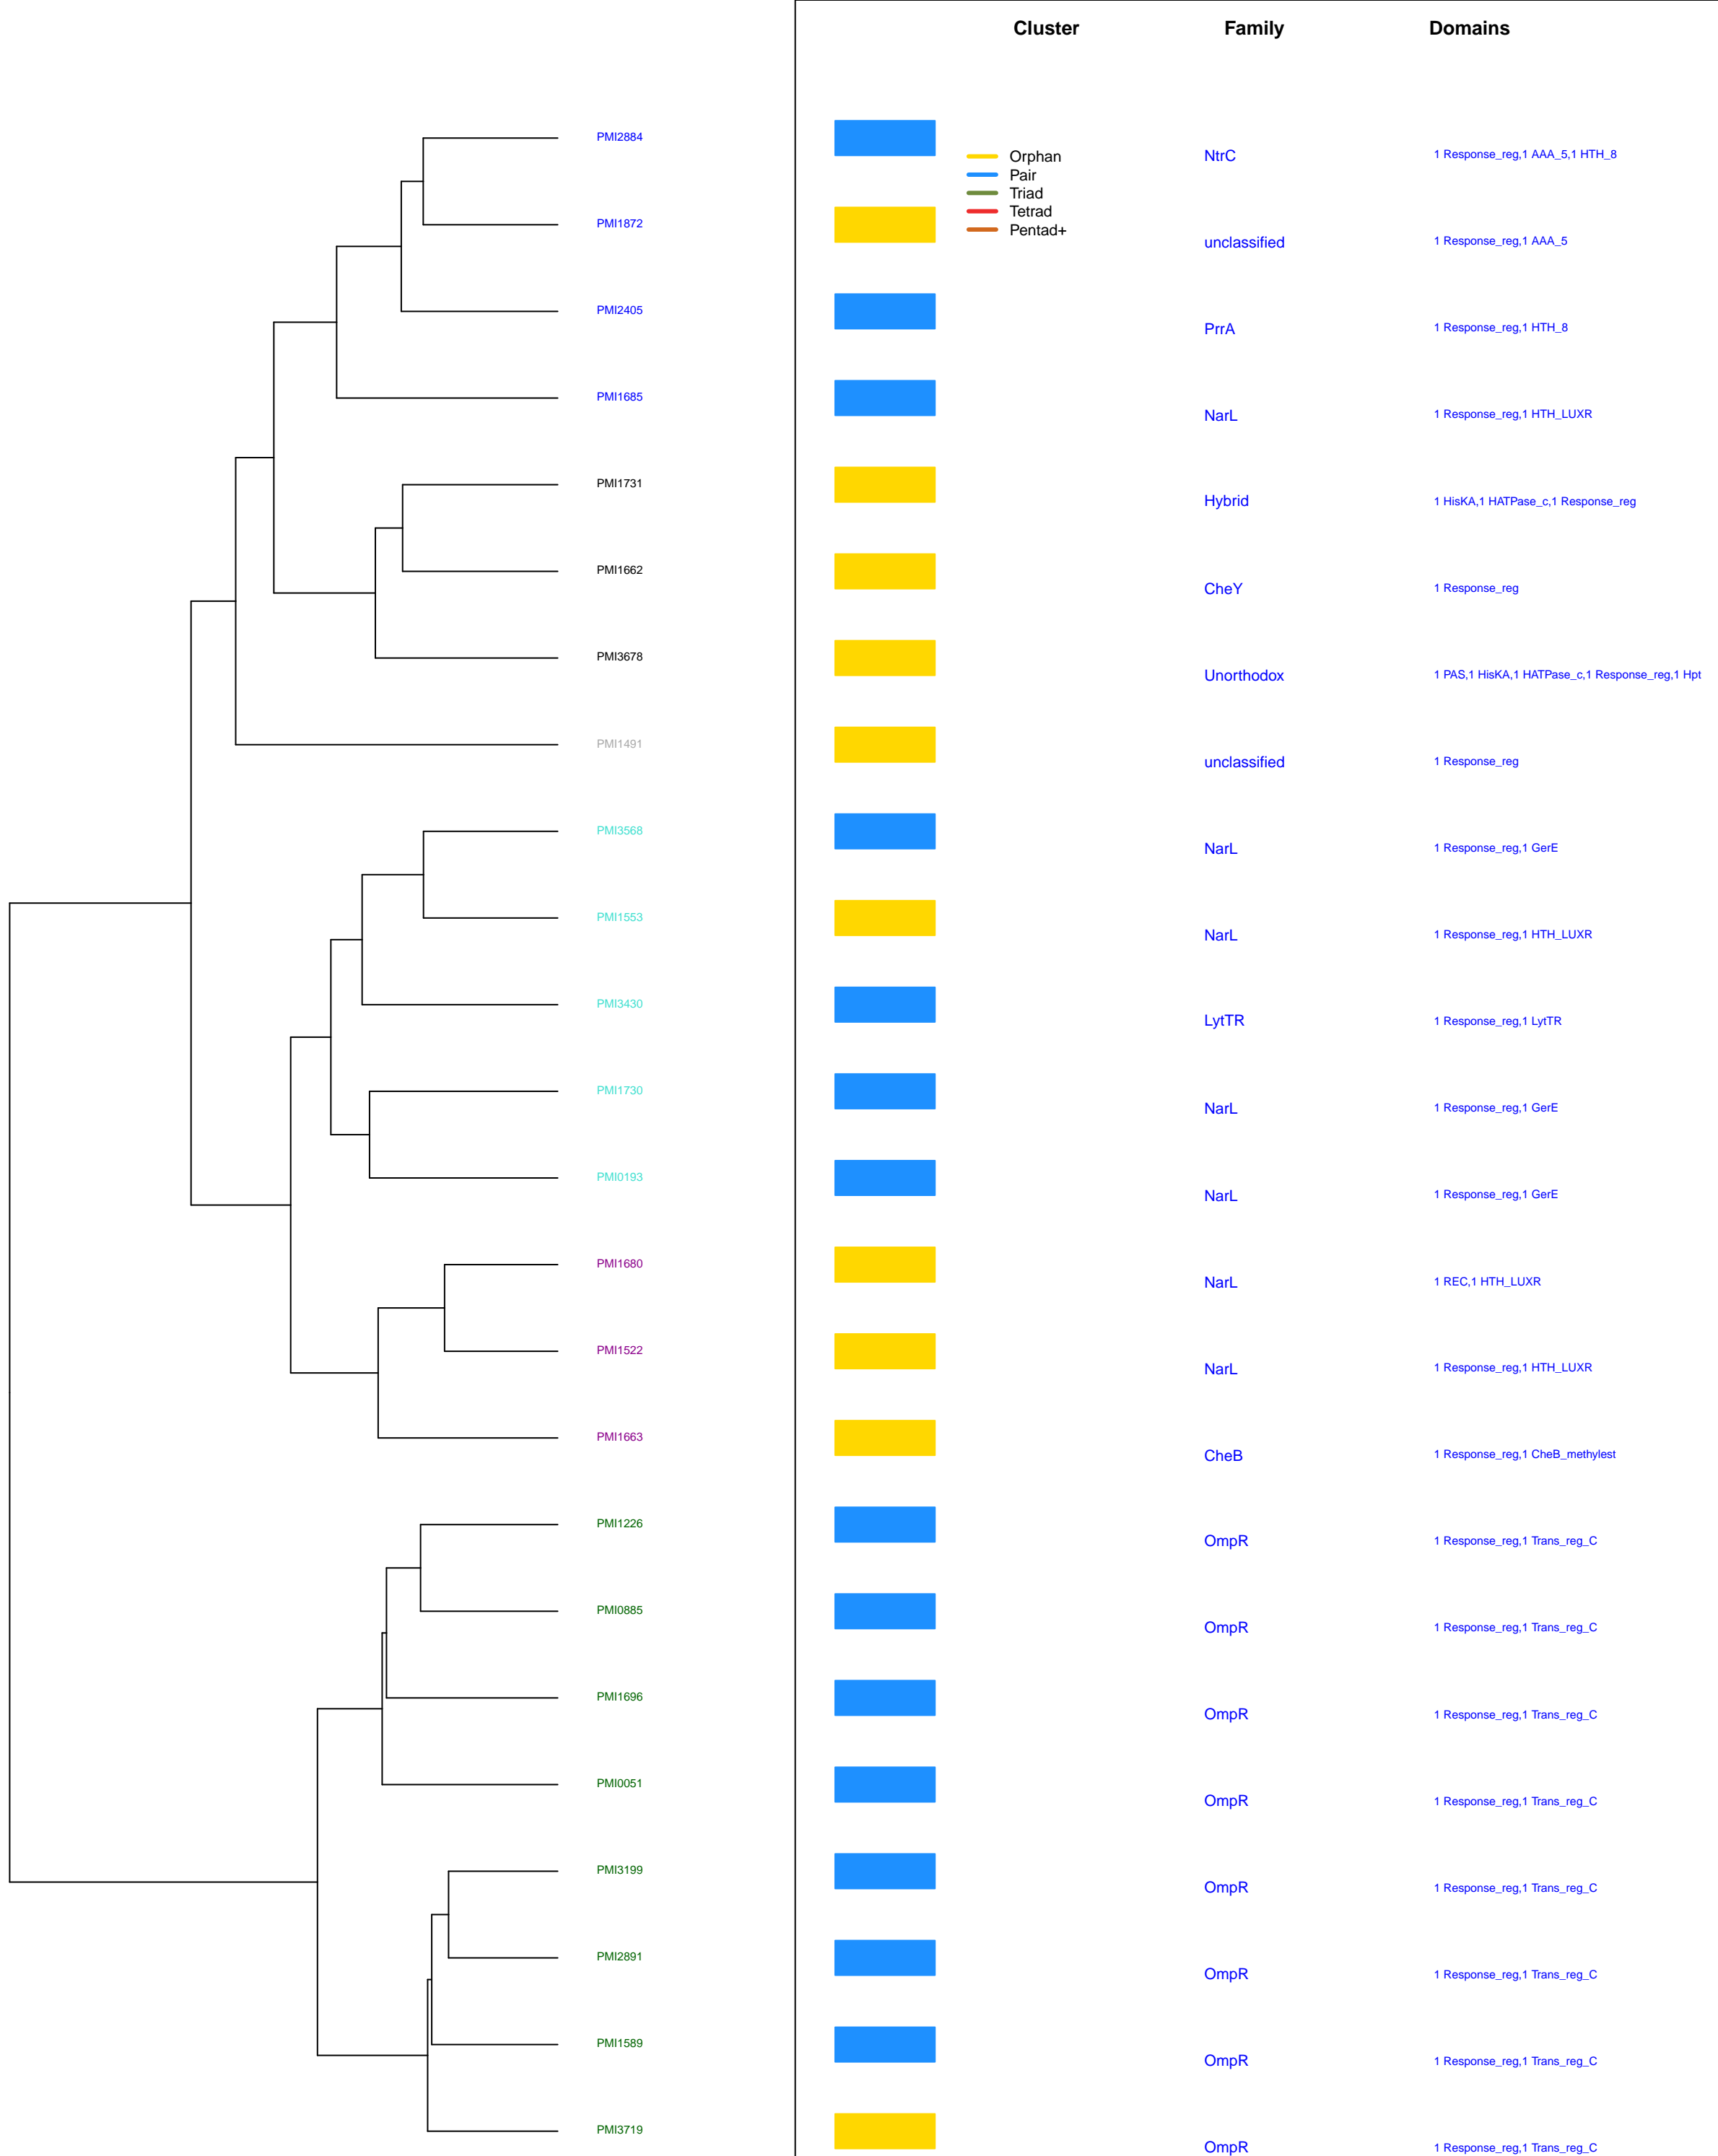 Cluster Family Domains
PMI2884
Orphan
NtrC 1 Response_reg,1 AAA_5,1 HTH_8
Pair
Triad
Tetrad
PMI1872
Pentad+
unclassified 1 Response_reg,1 AAA_5
PMI2405
PrrA 1 Response_reg,1 HTH_8
PMI1685
NarL 1 Response_reg,1 HTH_LUXR
PMI1731
Hybrid 1 HisKA,1 HATPase_c,1 Response_reg
PMI1662
CheY 1 Response_reg
PMI3678
Unorthodox 1 PAS,1 HisKA,1 HATPase_c,1 Response_reg,1 Hpt
PMI1491
unclassified 1 Response_reg
PMI3568
NarL 1 Response_reg,1 GerE
PMI1553
NarL 1 Response_reg,1 HTH_LUXR
PMI3430
LytTR 1 Response_reg,1 LytTR
PMI1730
NarL 1 Response_reg,1 GerE
PMI0193
NarL 1 Response_reg,1 GerE
PMI1680
NarL 1 REC,1 HTH_LUXR
PMI1522
NarL 1 Response_reg,1 HTH_LUXR
PMI1663
CheB 1 Response_reg,1 CheB_methylest
PMI1226
OmpR 1 Response_reg,1 Trans_reg_C
PMI0885
OmpR 1 Response_reg,1 Trans_reg_C
PMI1696
OmpR 1 Response_reg,1 Trans_reg_C
PMI0051
OmpR 1 Response_reg,1 Trans_reg_C
PMI3199
OmpR 1 Response_reg,1 Trans_reg_C
PMI2891
OmpR 1 Response_reg,1 Trans_reg_C
PMI1589
OmpR 1 Response_reg,1 Trans_reg_C
PMI3719
OmpR 1 Response_reg,1 Trans_reg_C